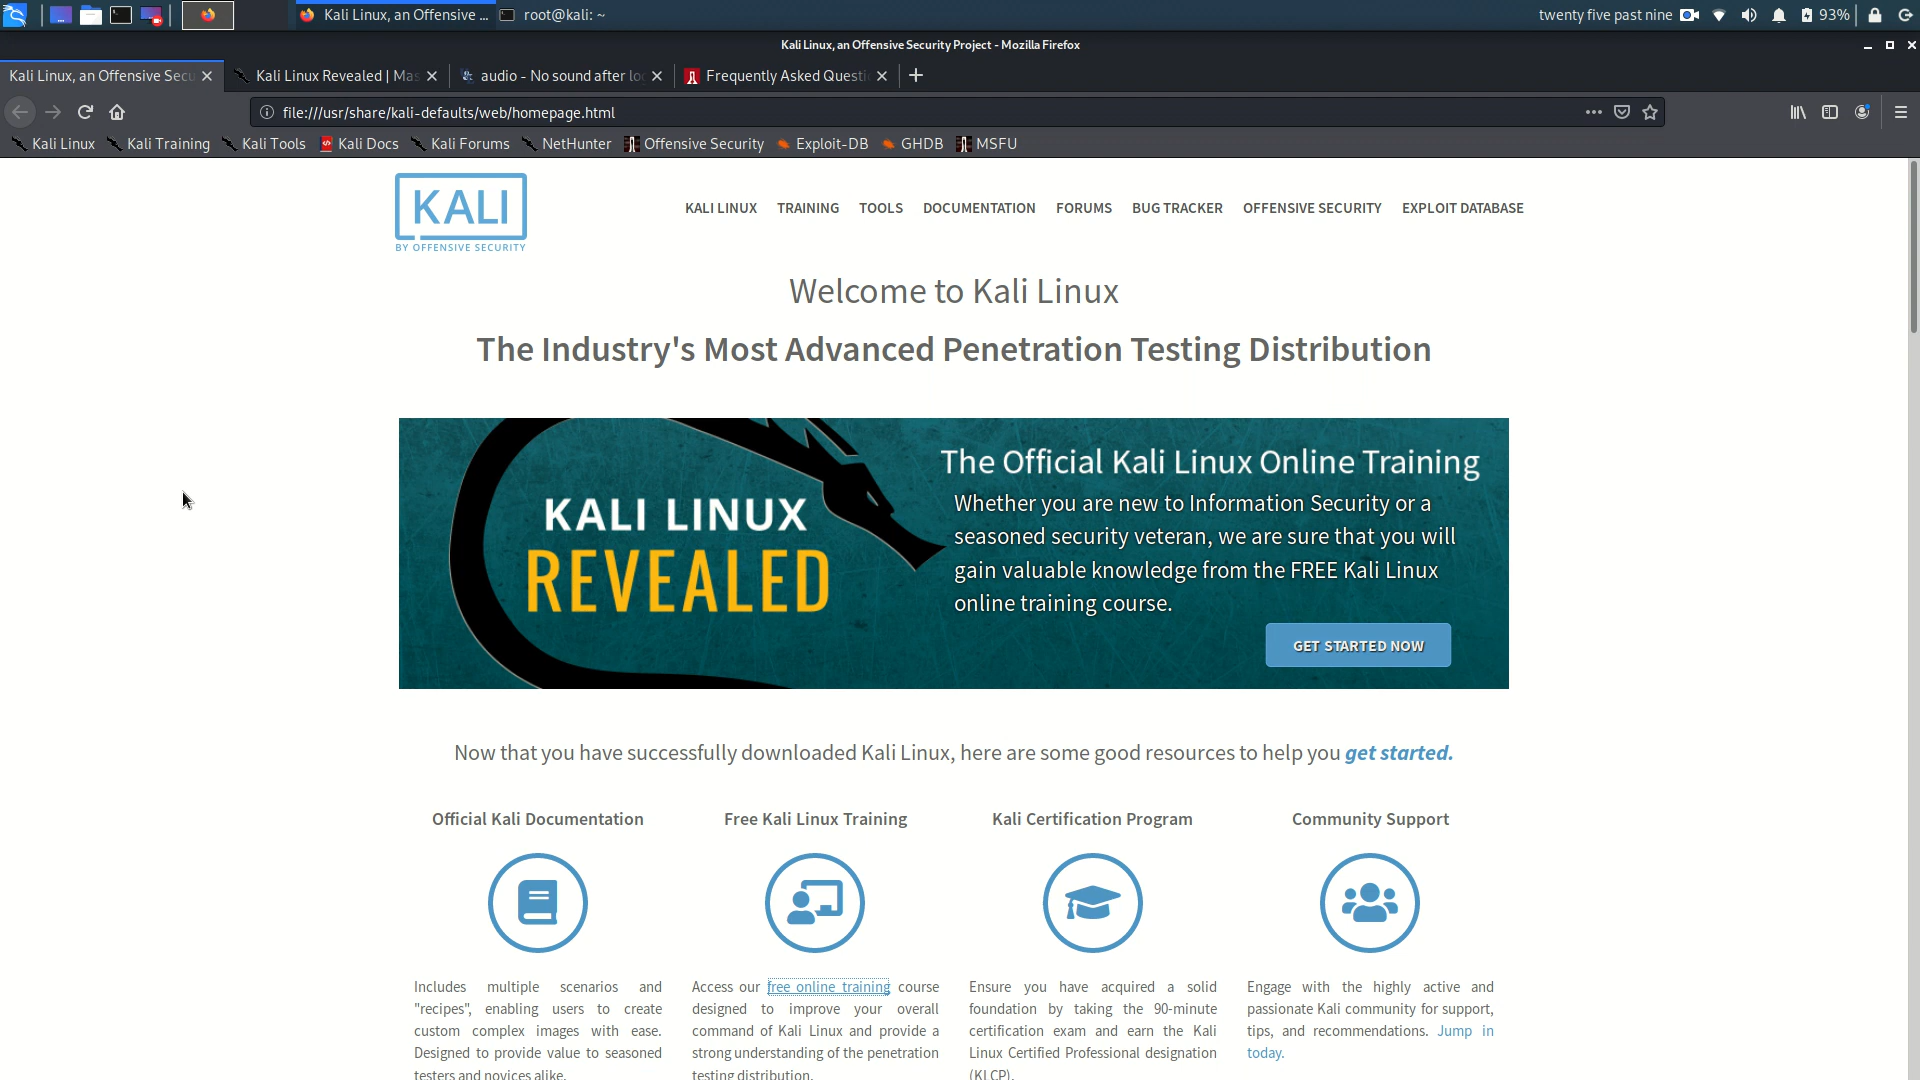 Kali Linux, an Offensive ...
root@kali: ~
twenty five past nine
93%
Kali Linux, an Offensive Security Project - Mozilla Firefox
Kali Linux, an Offensive Secu
Kali Linux Revealed | Mas
audio - No sound after lo
Frequently Asked Questi
file:///usr/share/kali-defaults/web/homepage.html
Kali Linux
Kali Training
Kali Tools
Kali Docs
Kali Forums
NetHunter
Offensive Security
Exploit-DB
GHDB
MSFU
KALI
BY OFFENSIVE SECURITY
KALI LINUX
TRAINING
TOOLS
DOCUMENTATION
FORUMS
BUG TRACKER
OFFENSIVE SECURITY
EXPLOIT DATABASE
Welcome to Kali Linux
The Industry's Most Advanced Penetration Testing Distribution
KALI LINUX
REVEALED
The Official Kali Linux Online Training
Whether you are new to Information Security or a
seasoned security veteran, we are sure that you will
gain valuable knowledge from the FREE Kali Linux
online training course.
GET STARTED NOW
Now that you have successfully downloaded Kali Linux, here are some good resources to help you get started.
Official Kali Documentation
Includes multiple scenarios and
"recipes", enabling users to create
custom complex images with ease.
Designed to provide value to seasoned
testers and novices alike.
Free Kali Linux Training
Access our free online training course
designed to improve your overall
command of Kali Linux and provide a
strong understanding of the penetration
testing distribution.
Kali Certification Program
Ensure you have acquired a solid
foundation by taking the 90-minute
certification exam and earn the Kali
Linux Certified Professional designation
(KLCP).
Community Support
Engage with the highly active and
passionate Kali community for support,
tips, and recommendations. Jump in
today.